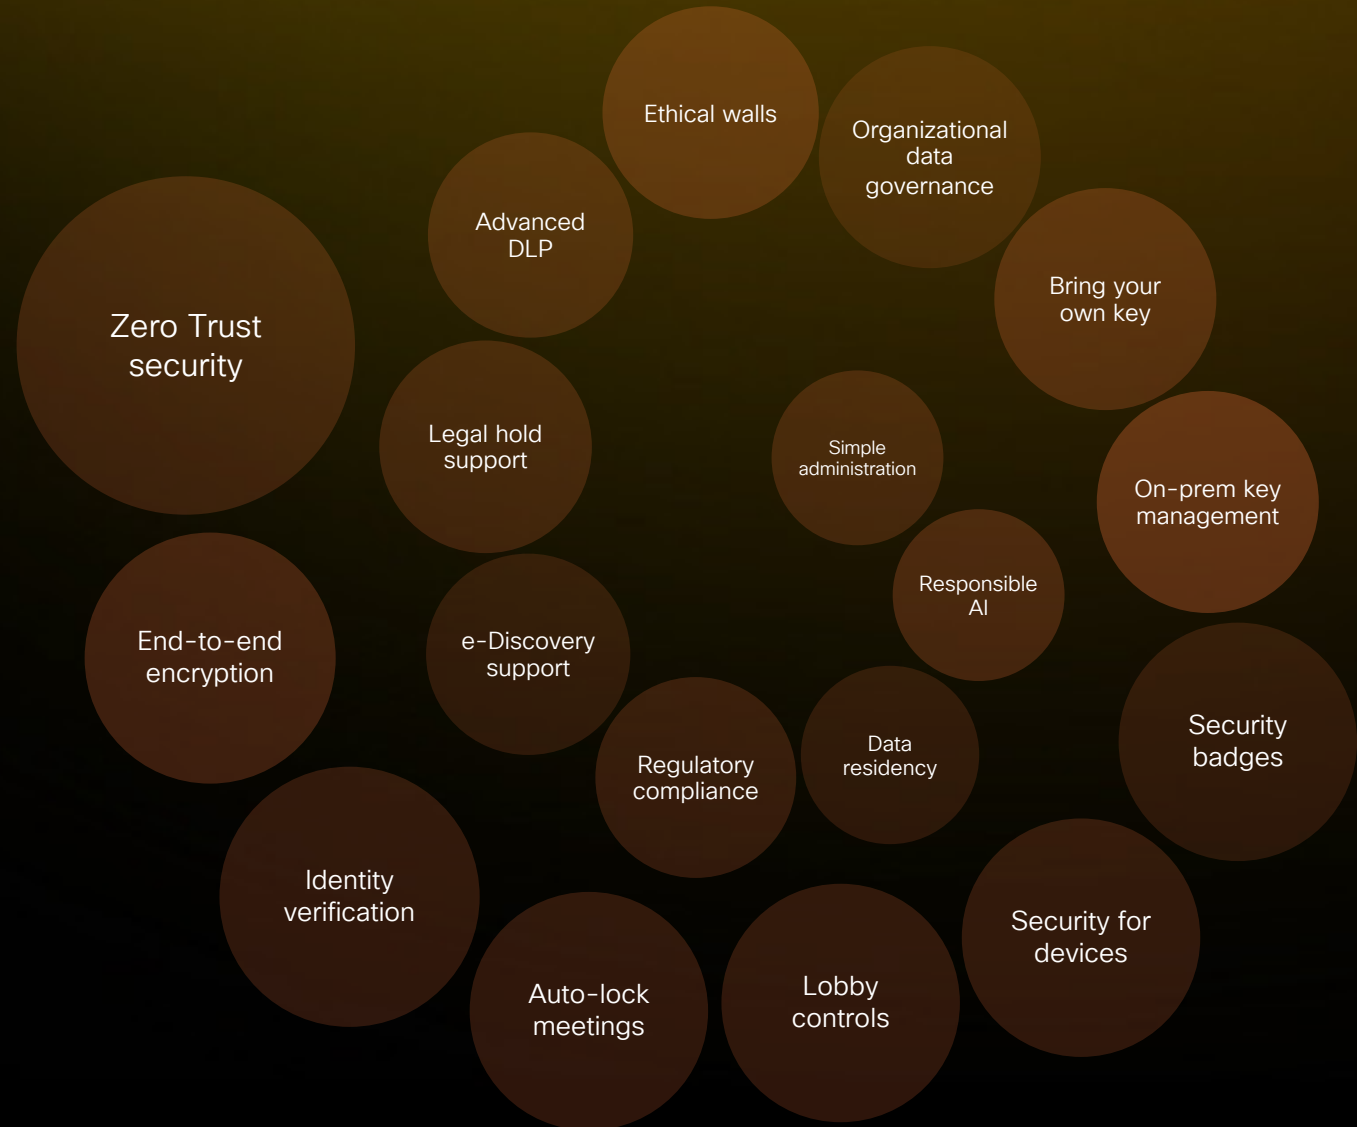 Ethical walls
Organizational
data
governance
Advanced
DLP
Bring your
own key
Zero Trust
security
Legal hold
support
Simple
administration
On-prem key
management
Responsible
AI
End-to-end
encryption
e-Discovery
support
Security
badges
Data
residency
Regulatory
compliance
Identity
verification
Security for
devices
Auto-lock
meetings
Lobby
controls